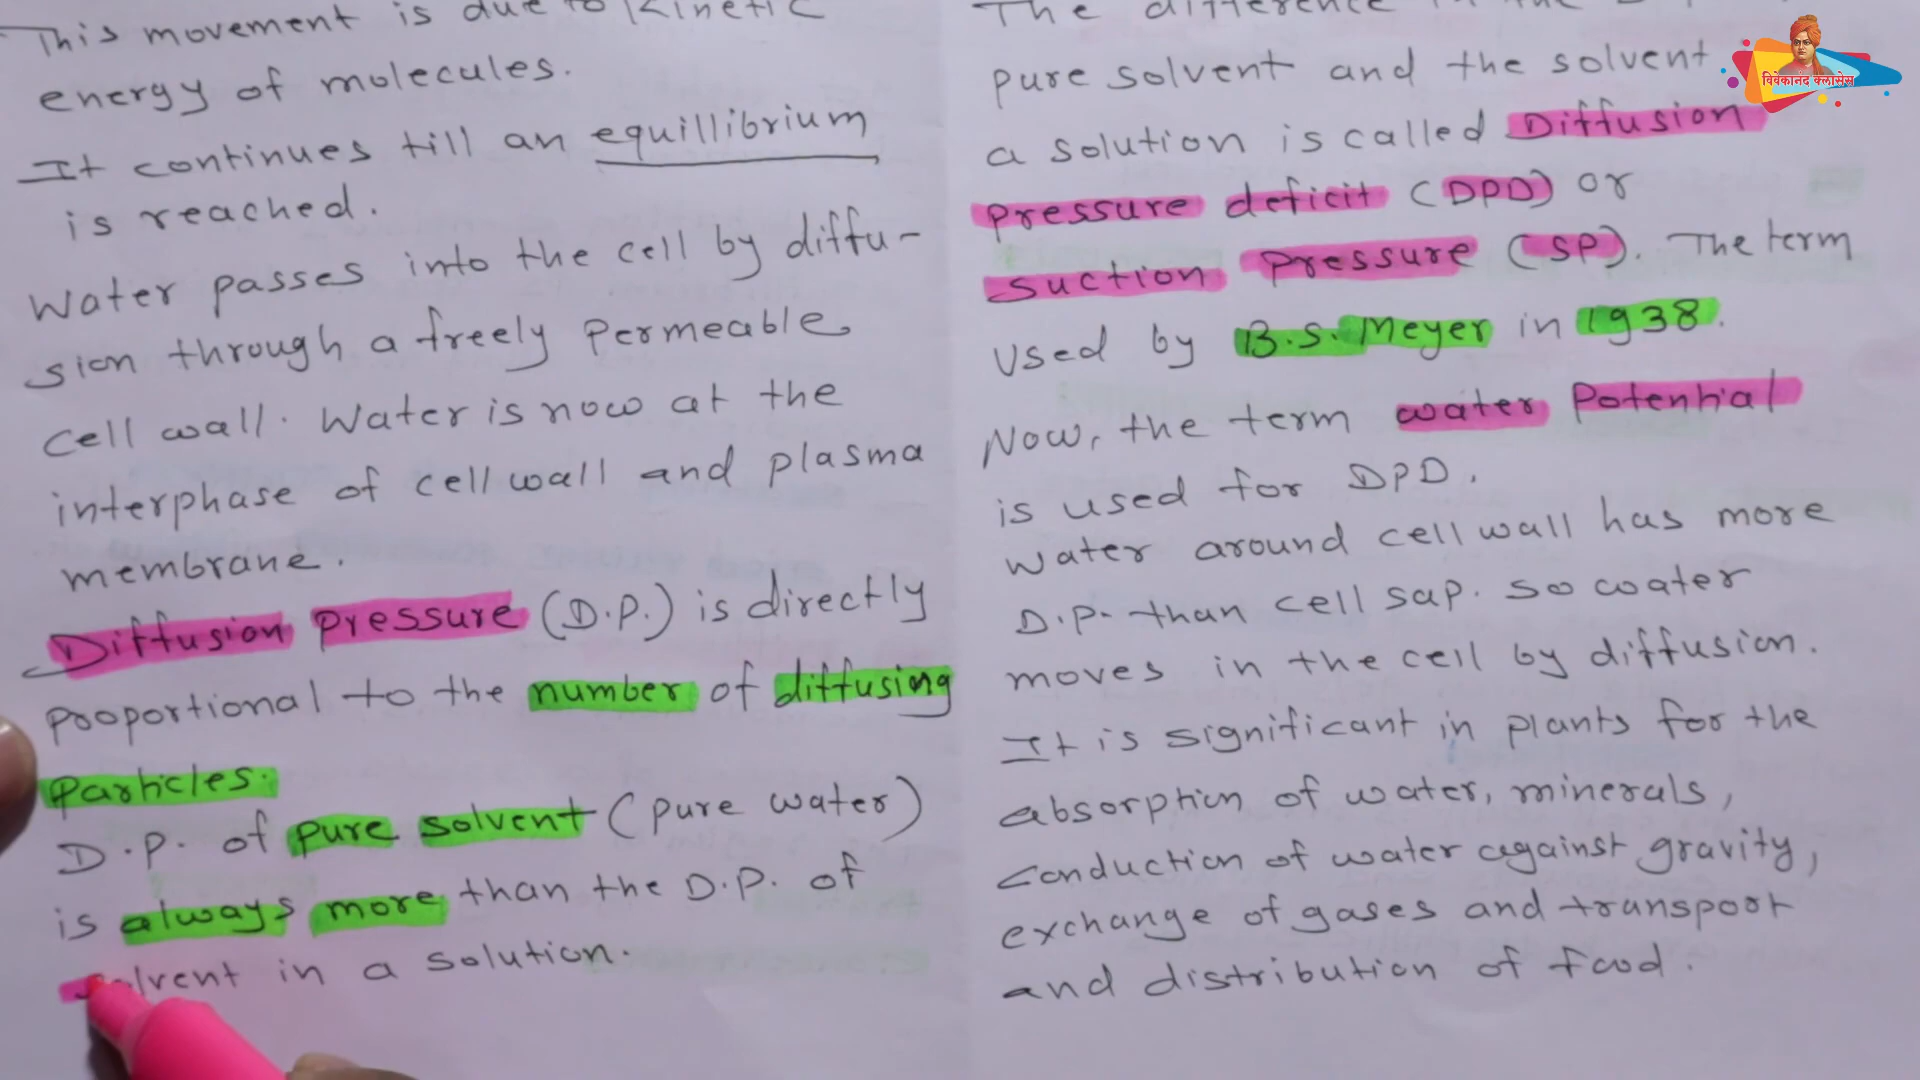 This movement is due to Kinetic
energy of molecules.
It continues till an equillibrium
is reached.
Water passes into the cell by diffu-
sion through a freely permeable
cell wall. Water is now at the
interphase of cell wall and plasma
membrane.
Diffusion pressure (D.P.) is directly
proportional to the number of diffusing
particles.
D.P. of pure solvent (pure water)
is always more than the D.P. of
solvent in a solution.
The difference in the
pure solvent and the solvent
a solution is called Diffusion
pressure deficit (DPD) or
suction pressure (SP). The term
used by B.S. Meyer in 1938.
Now, the term water potential
is used for DPD.
water around cell wall has more
D.P. than cell sap. so water
moves in the cell by diffusion.
It is significant in plants for the
absorption of water, minerals,
conduction of water against gravity,
exchange of gases and transport
and distribution of food.
विवेकानंद क्लासेस